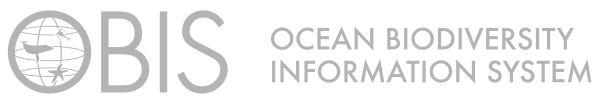 OBIS
OCEAN BIODIVERSITY
INFORMATION SYSTEM